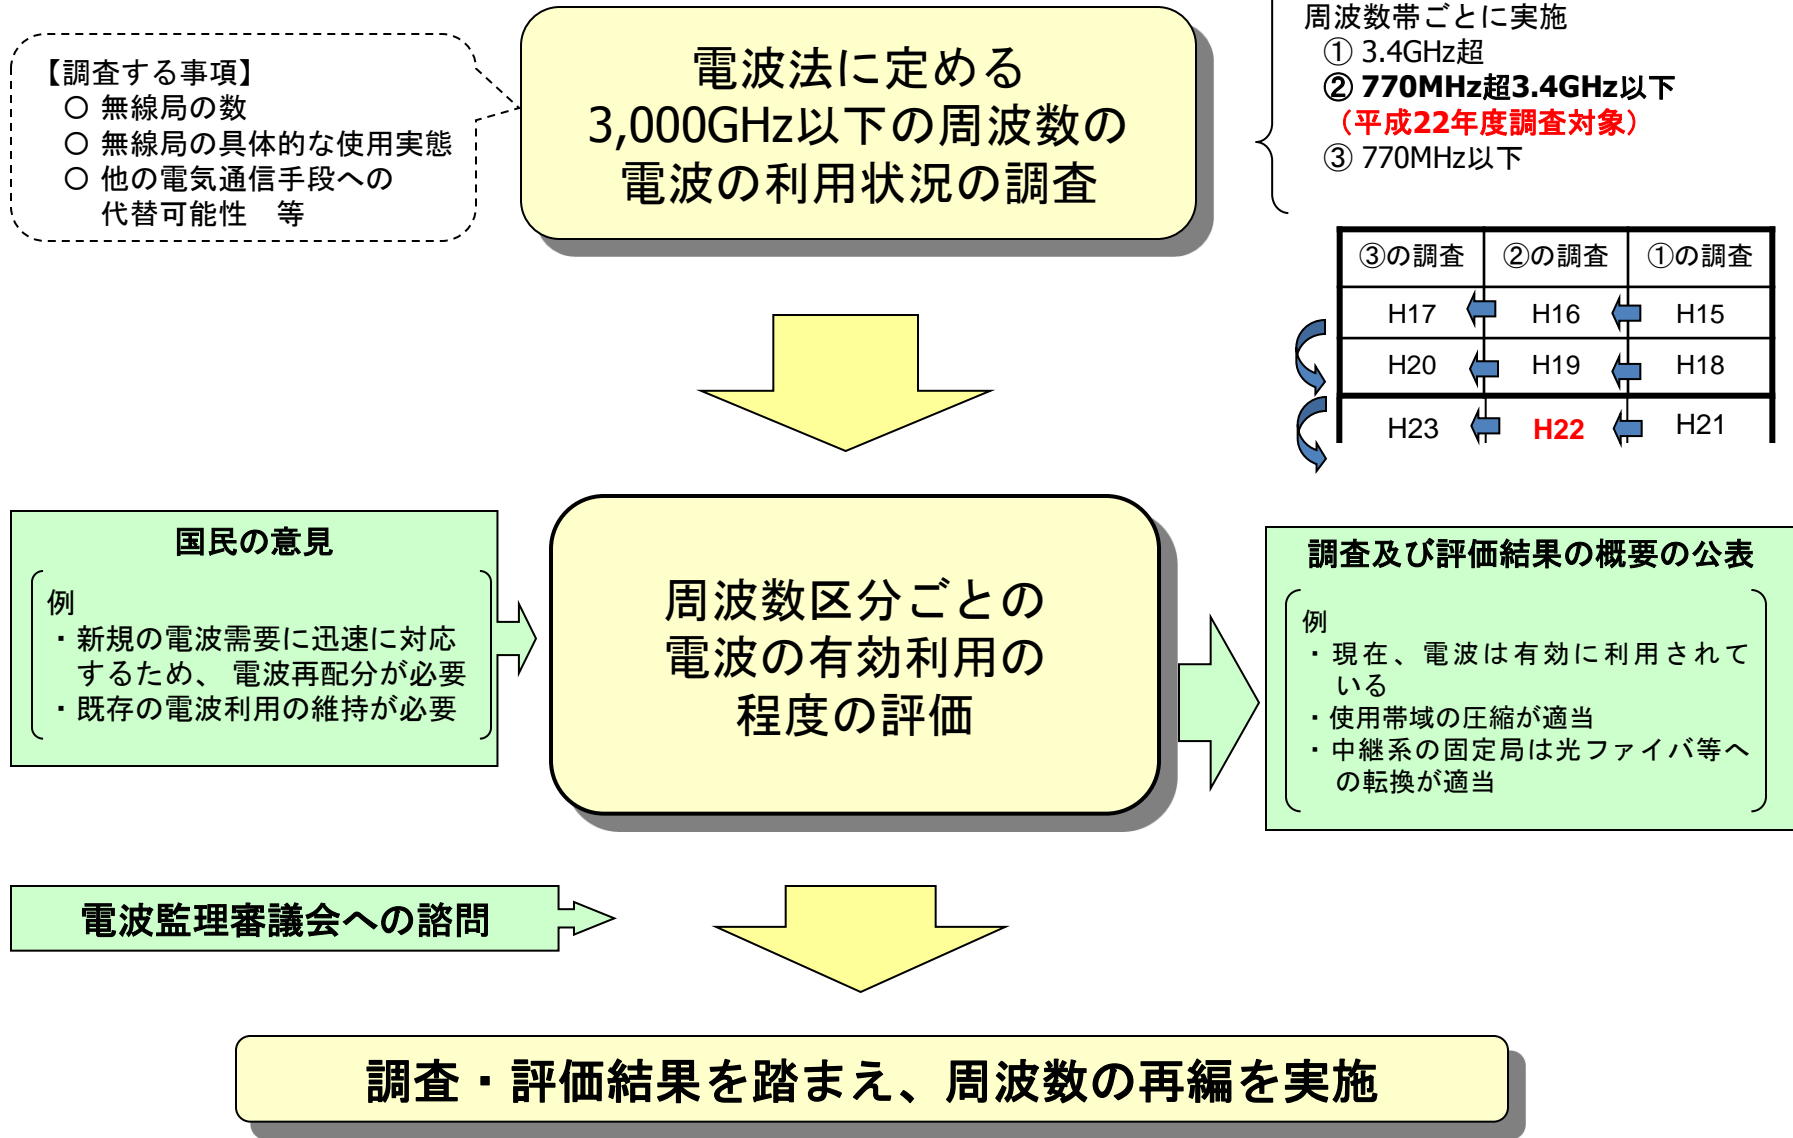 【調査する事項】
○ 無線局の数
○ 無線局の具体的な使用実態
○ 他の電気通信手段への
代替可能性　等
電波法に定める
3,000GHz以下の周波数の
電波の利用状況の調査
周波数帯ごとに実施
① 3.4GHz超
② 770MHz超3.4GHz以下
（平成22年度調査対象）
③ 770MHz以下
③の調査 ②の調査 ①の調査
H17 H16 H15
H20 H19 H18
H23 H22 H21
国民の意見
例
・新規の電波需要に迅速に対応
するため、 電波再配分が必要
・既存の電波利用の維持が必要
周波数区分ごとの
電波の有効利用の
程度の評価
調査及び評価結果の概要の公表
例
・現在、電波は有効に利用されて
いる
・使用帯域の圧縮が適当
・中継系の固定局は光ファイバ等へ
の転換が適当
電波監理審議会への諮問
調査・評価結果を踏まえ、周波数の再編を実施